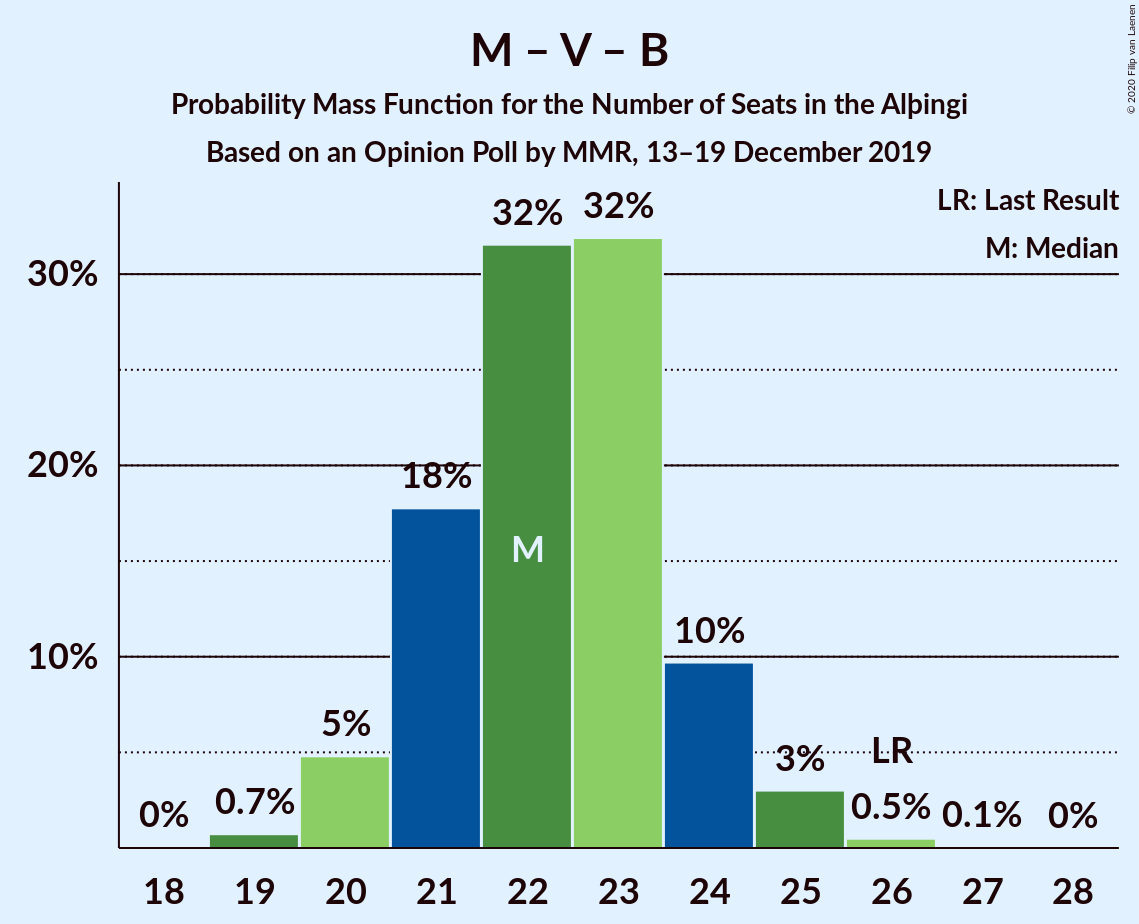 M – V – B
Probability Mass Function for the Number of Seats in the Alþingi
Based on an Opinion Poll by MMR, 13–19 December 2019
© 2020 Filip van Laenen
LR: Last Result
M: Median
32% 32%
30%
20%
18%
M
10%
10%
5%
3% LR
0% 0.7% 0.5% 0.1% 0%
18 19 20 21 22 23 24 25 26 27 28